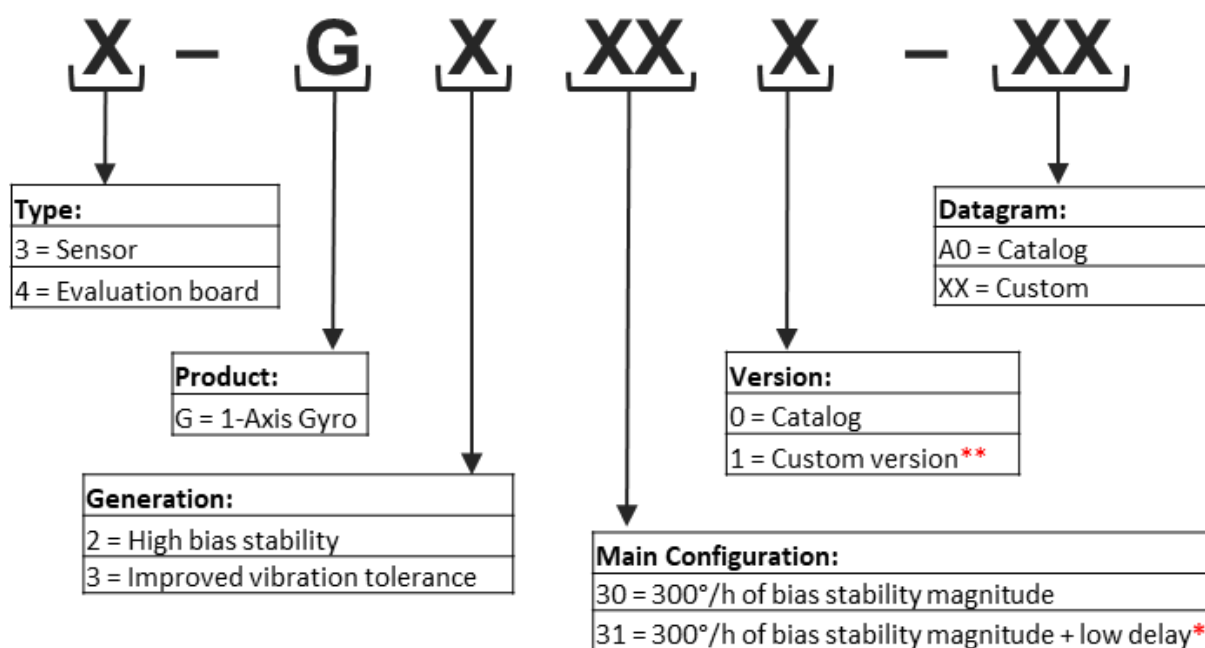 X – G X XX X – XX
Type:
3 = Sensor
4 = Evaluation board
Datagram:
A0 = Catalog
XX = Custom
Product:
G = 1-Axis Gyro
Version:
0 = Catalog
1 = Custom version**
Generation:
2 = High bias stability
3 = Improved vibration tolerance
Main Configuration:
30 = 300°/h of bias stability magnitude
31 = 300°/h of bias stability magnitude + low delay*